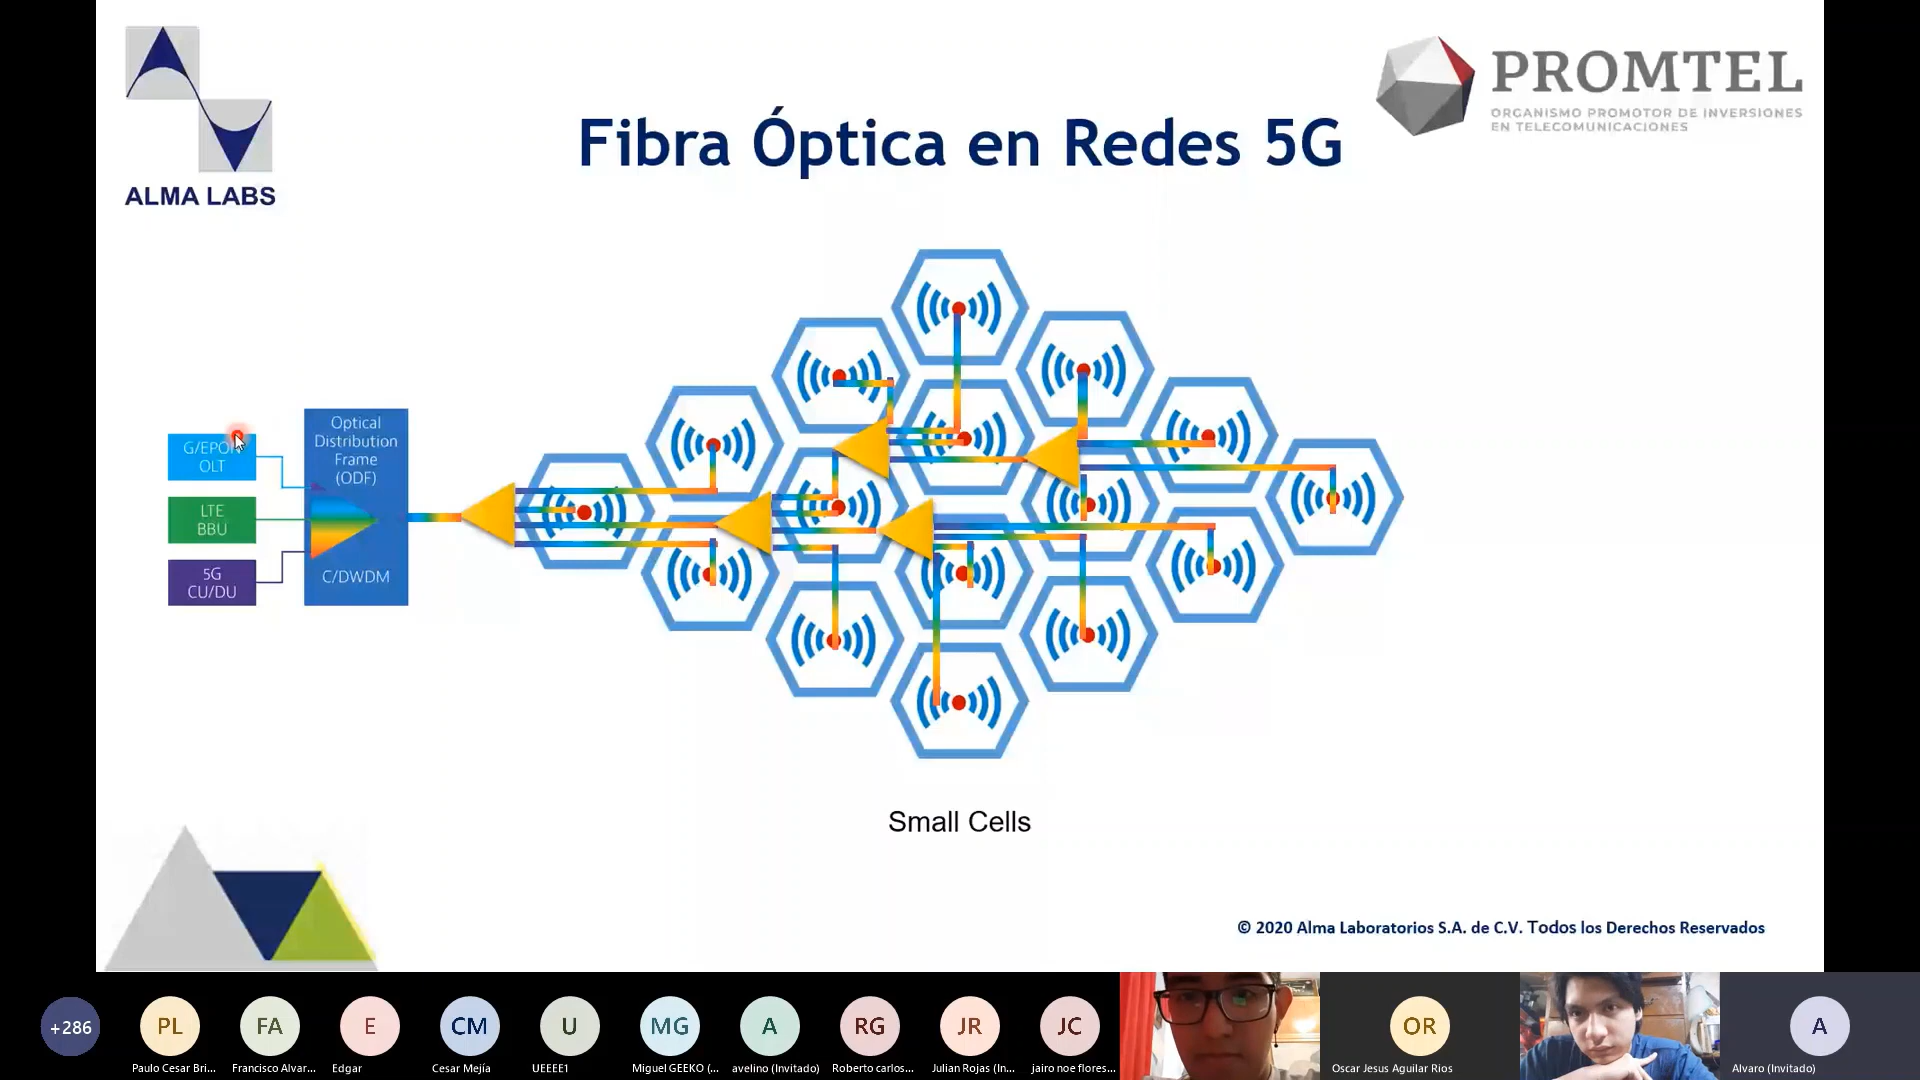 ALMA LABS
PROMTEL
ORGANISMO PROMOTOR DE INVERSIONES
EN TELECOMUNICACIONES
Fibra Óptica en Redes 5G
G/EPON
OLT
LTE
BBU
5G
CU/DU
Optical
Distribution
Frame
(ODF)
C/DWDM
Small Cells
© 2020 Alma Laboratorios S.A. de C.V. Todos los Derechos Reservados
+286
PL
FA
E
CM
U
MG
A
RG
JR
JC
OR
A
Paulo Cesar Bri...
Francisco Alvar...
Edgar
Cesar Mejía
UEEEE1
Miguel GEEKO (...
avelino (Invitado)
Roberto carlos...
Julian Rojas (In...
jairo noe flores...
Oscar Jesus Aguilar Rios
Alvaro (Invitado)